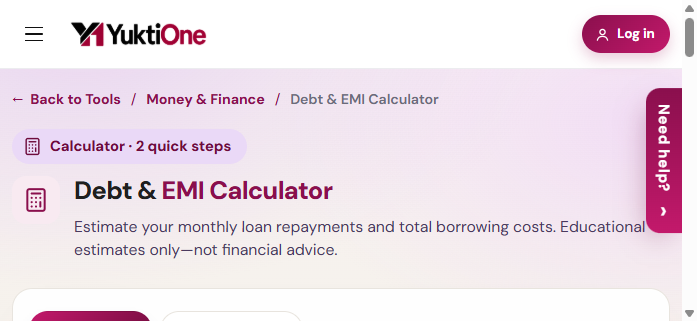 YuktiOne
Log in
← Back to Tools / Money & Finance / Debt & EMI Calculator
Calculator · 2 quick steps
Debt & EMI Calculator
Estimate your monthly loan repayments and total borrowing costs. Educational
estimates only—not financial advice.
Need help? ›